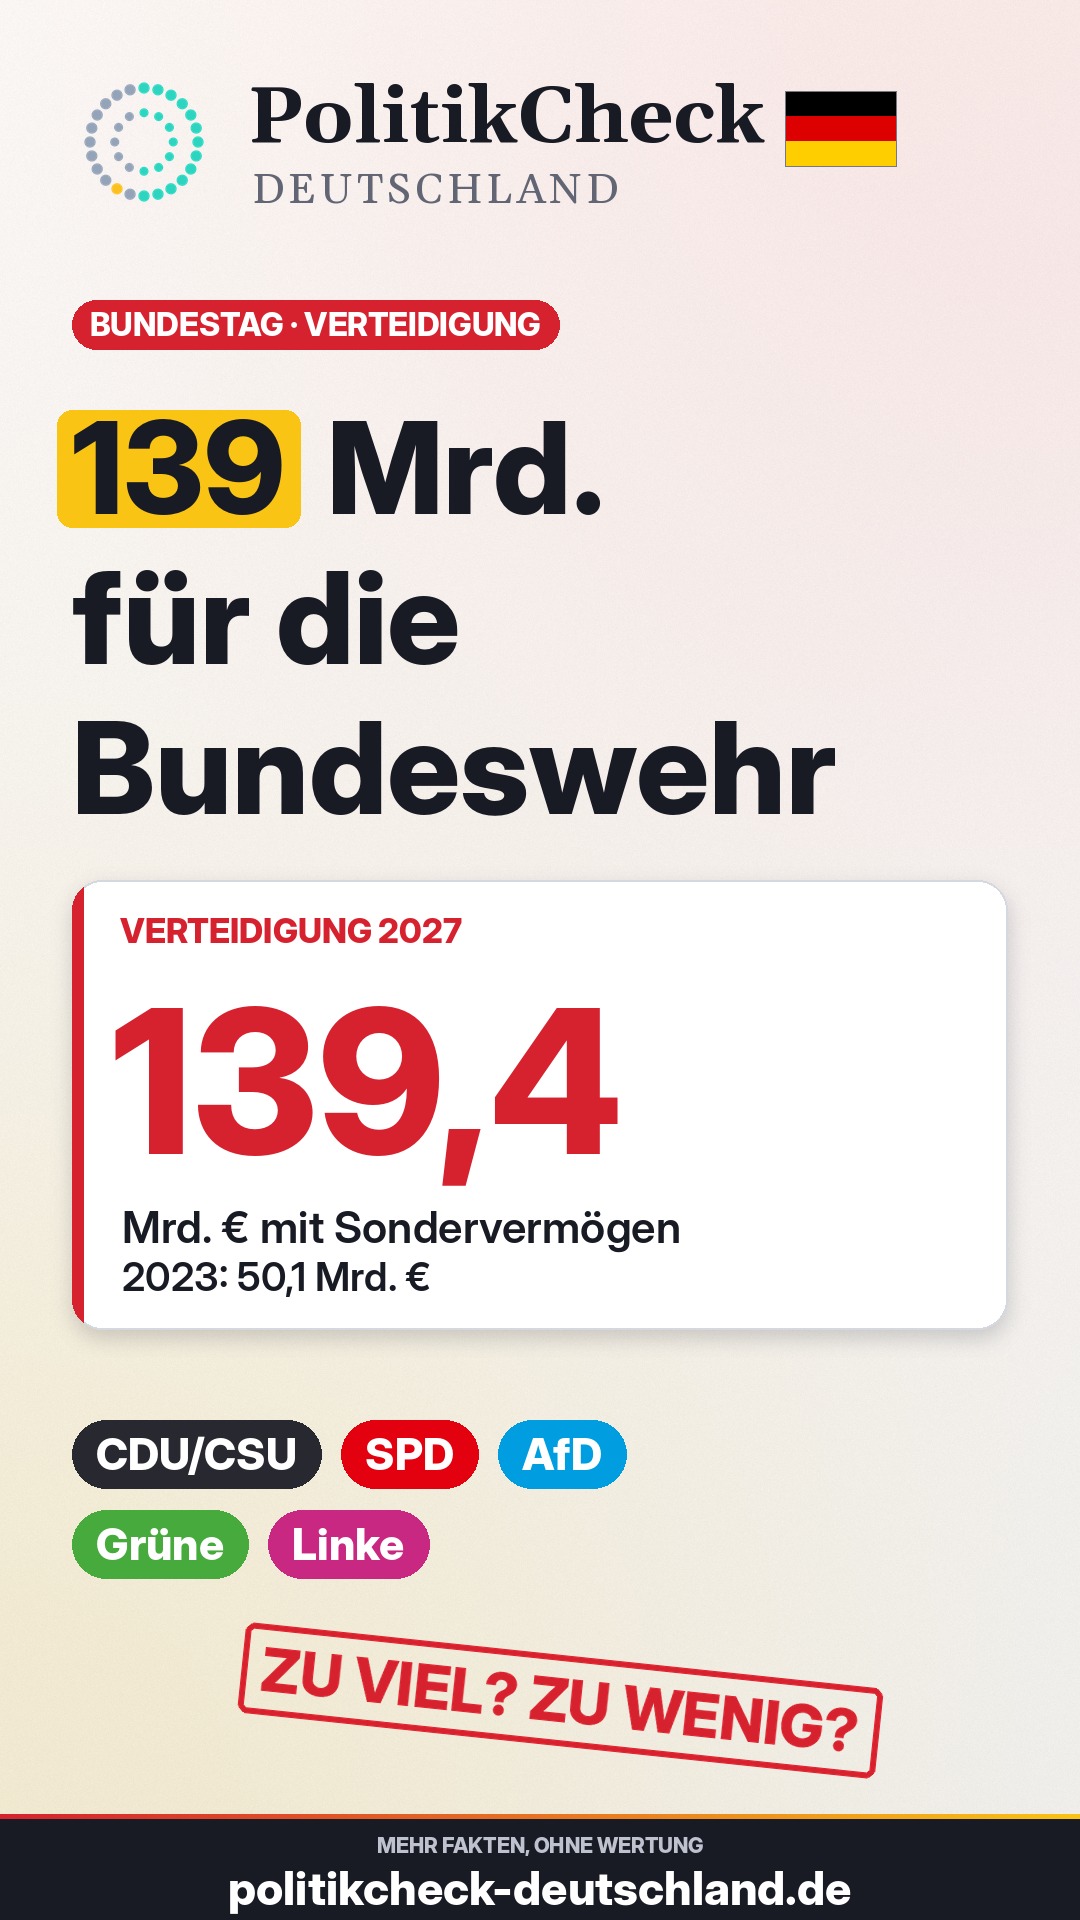 PolitikCheck
DEUTSCHLAND
BUNDESTAG · VERTEIDIGUNG
139 Mrd.
für die
Bundeswehr
VERTEIDIGUNG 2027
139,4
Mrd. € mit Sondervermögen
2023: 50,1 Mrd. €
CDU/CSU SPD AfD
Grüne Linke
ZU VIEL? ZU WENIG?
MEHR FAKTEN, OHNE WERTUNG
politikcheck-deutschland.de